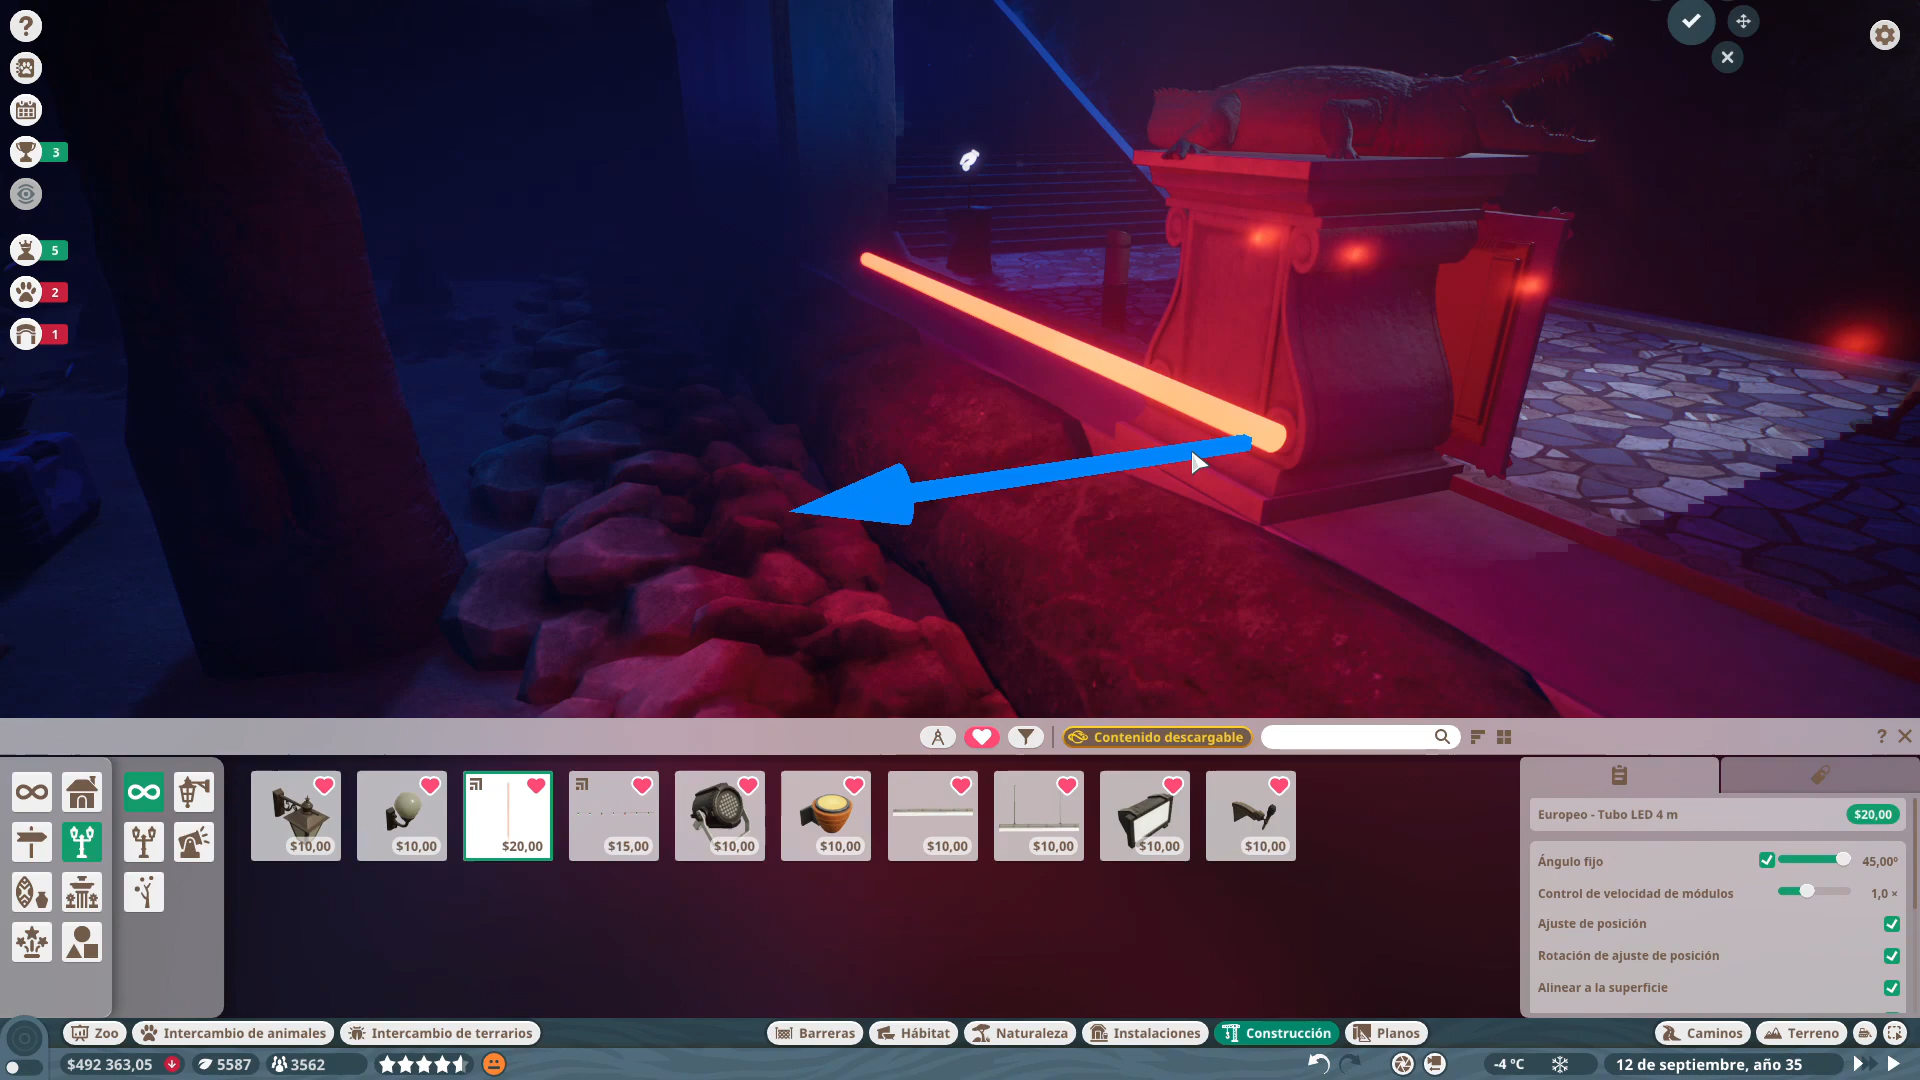 3
5
2
1
Contenido descargable
$10,00
$10,00
$20,00
$15,00
$10,00
$10,00
$10,00
$10,00
$10,00
$10,00
Europeo - Tubo LED 4 m
$20,00
Ángulo fijo
45,00º
Control de velocidad de módulos
1,0 ×
Ajuste de posición
Rotación de ajuste de posición
Alinear a la superficie
Zoo
Intercambio de animales
Intercambio de terrarios
Barreras
Hábitat
Naturaleza
Instalaciones
Construcción
Planos
Caminos
Terreno
$492 363,05
5587
3562
-4 ºC
12 de septiembre, año 35